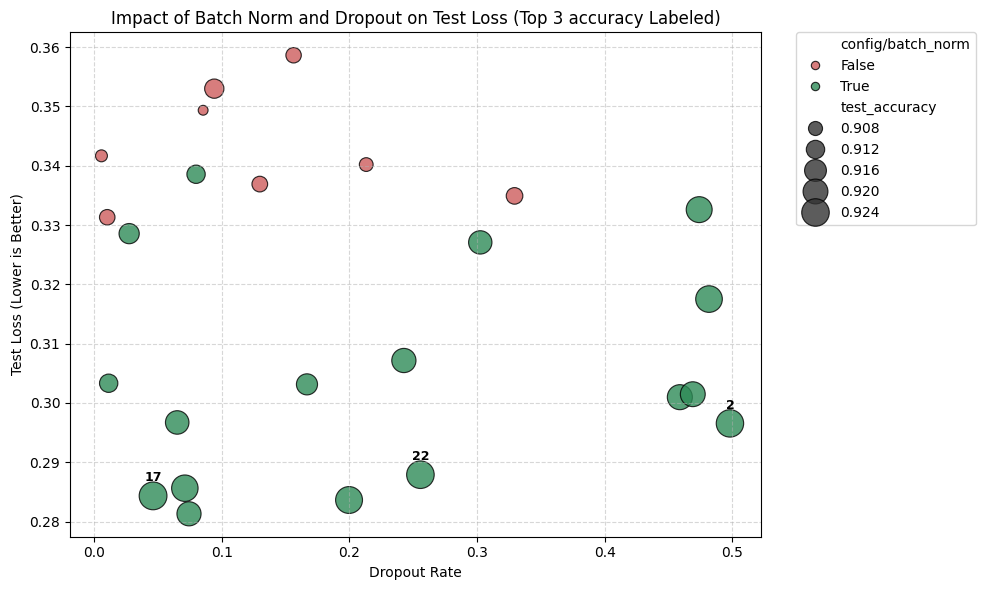 Impact of Batch Norm and Dropout on Test Loss (Top 3 accuracy Labeled)
Test Loss (Lower is Better)
0.36
0.35
0.34
0.33
0.32
0.31
0.30
0.29
0.28
17
22
2
0.0 0.1 0.2 0.3 0.4 0.5
Dropout Rate
config/batch_norm
False
True
test_accuracy
0.908
0.912
0.916
0.920
0.924